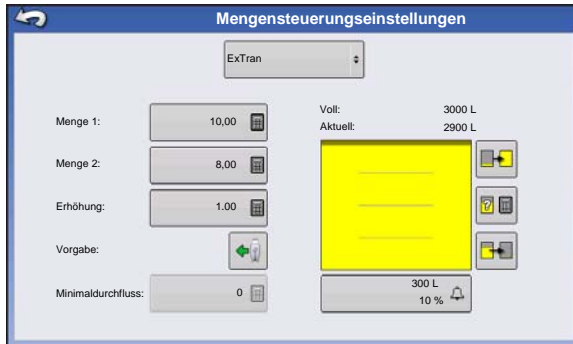 Mengensteuerungseinstellungen
ExTran
Menge 1: 10,00
Menge 2: 8,00
Erhöhung: 1.00
Vorgabe:
Minimaldurchfluss: 0
Voll: 3000 L
Aktuell: 2900 L
?
300 L
10 %